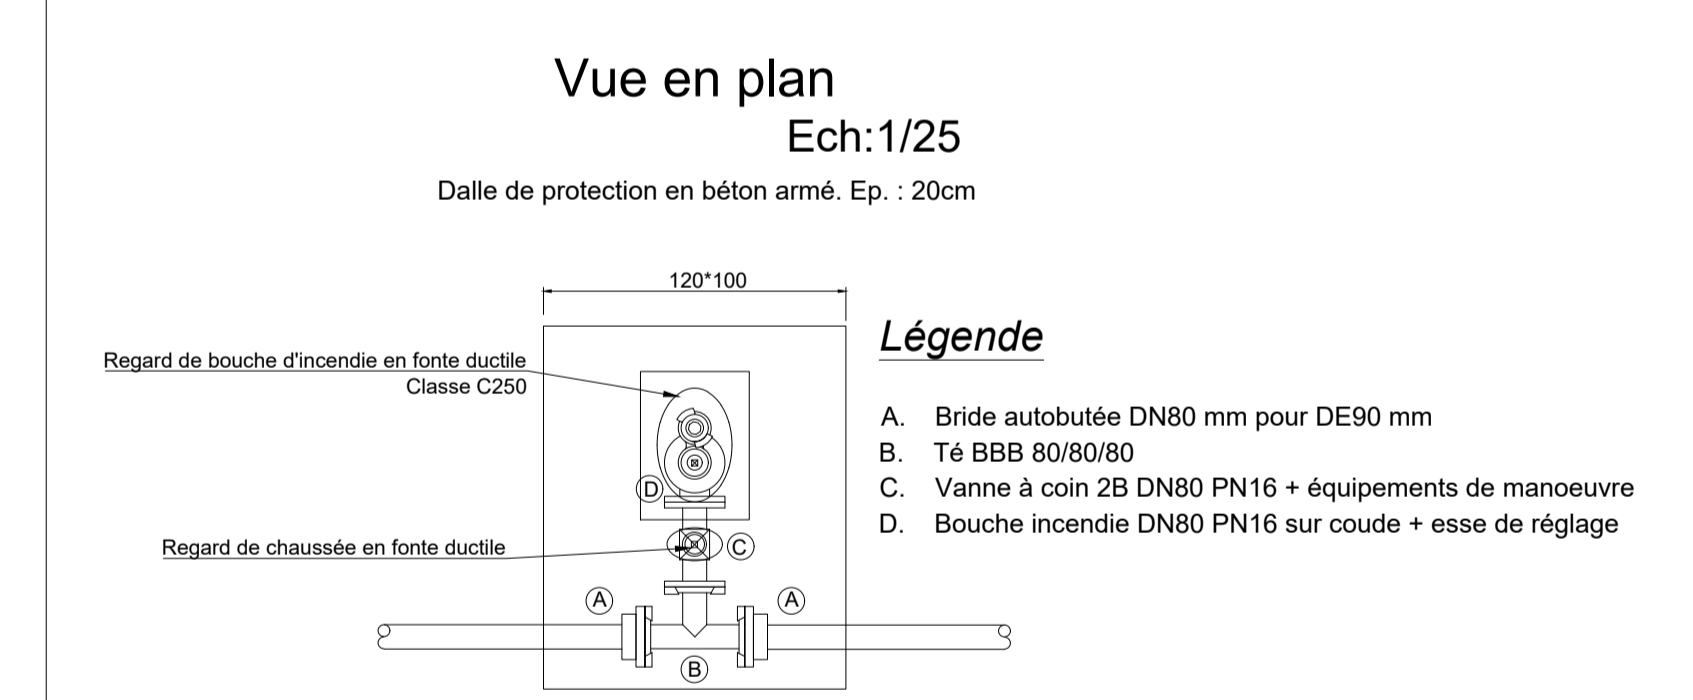 Vue en plan
Ech:1/25
Dalle de protection en béton armé. Ep. : 20cm
120*100
Regard de bouche d'incendie en fonte ductile
Classe C250
Légende
A. Bride autobutée DN80 mm pour DE90 mm
B. Té BBB 80/80/80
C. Vanne à coin 2B DN80 PN16 + équipements de manoeuvre
D. Bouche incendie DN80 PN16 sur coude + esse de réglage
D
Regard de chaussée en fonte ductile
C
A
A
B